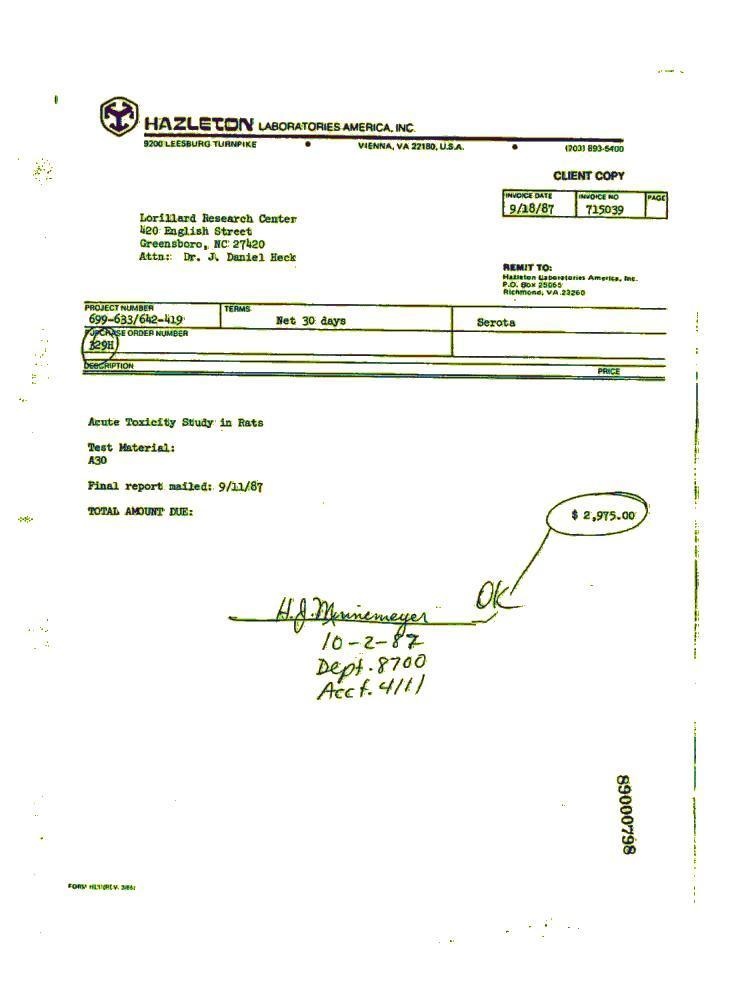 HAZLETON LABORATORIES AMERICA, INC.
9200 LEESBURG TURNPIKE • VIENNA, VA 22180, U.S.A. • (703) 893-5400
CLIENT COPY
INVOICE DATE INVOICE NO PAGE
9/18/87 715039
Lorillard Research Center
420 English Street
Greensboro, NC 27420
Attn: Dr. J. Daniel Heck
REMIT TO:
Hazleton Laboratories America, Inc.
P.O. Box
Richmond, VA 23260
PROJECT NUMBER TERMS
699-633/642-419 Net 30 days Serota
PURCHASE ORDER NUMBER
DESCRIPTION PRICE
Acute Toxicity Study in Rats
Test Material:
A30
Final report mailed: 9/11/87
TOTAL AMOUNT DUE: $ 2,975.00
OK
H.J. Minnemeyer
10-2-87
Dept. 8700
Acct. 4111
89000798